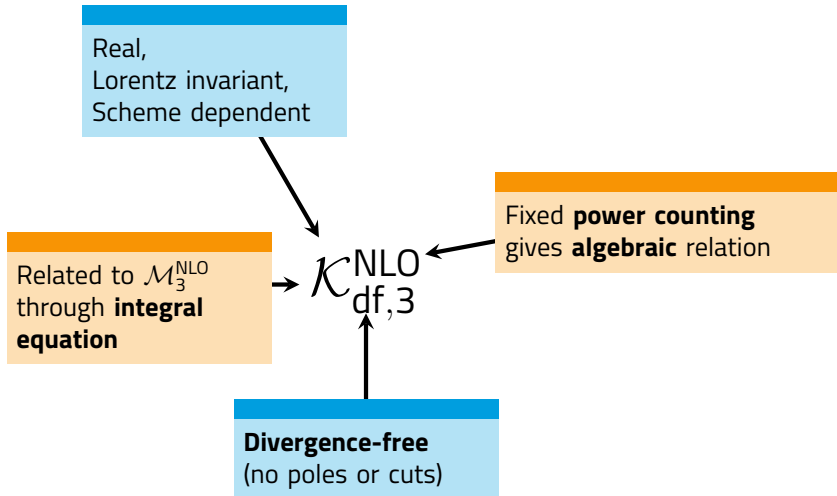 Real,
Lorentz invariant,
Scheme dependent
Fixed power counting
gives algebraic relation
Related to ℳ₃^NLO
through integral
equation
𝒦_df,3^NLO
Divergence-free
(no poles or cuts)